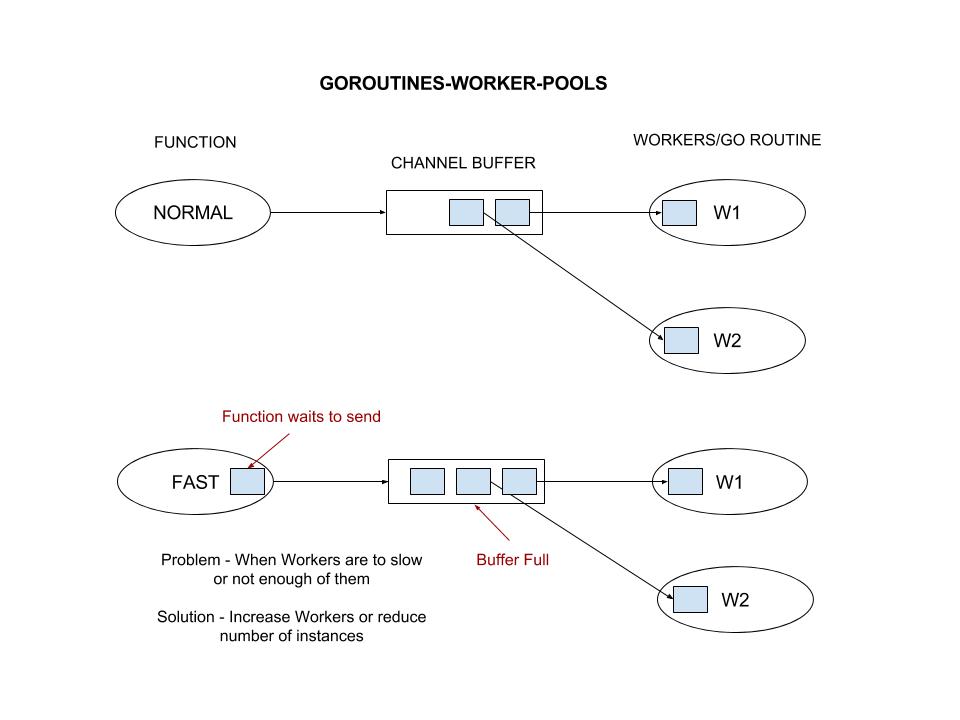 GOROUTINES-WORKER-POOLS
FUNCTION
CHANNEL BUFFER
WORKERS/GO ROUTINE
NORMAL
W1
W2
Function waits to send
FAST
W1
Buffer Full
Problem - When Workers are to slow
or not enough of them
W2
Solution - Increase Workers or reduce
number of instances